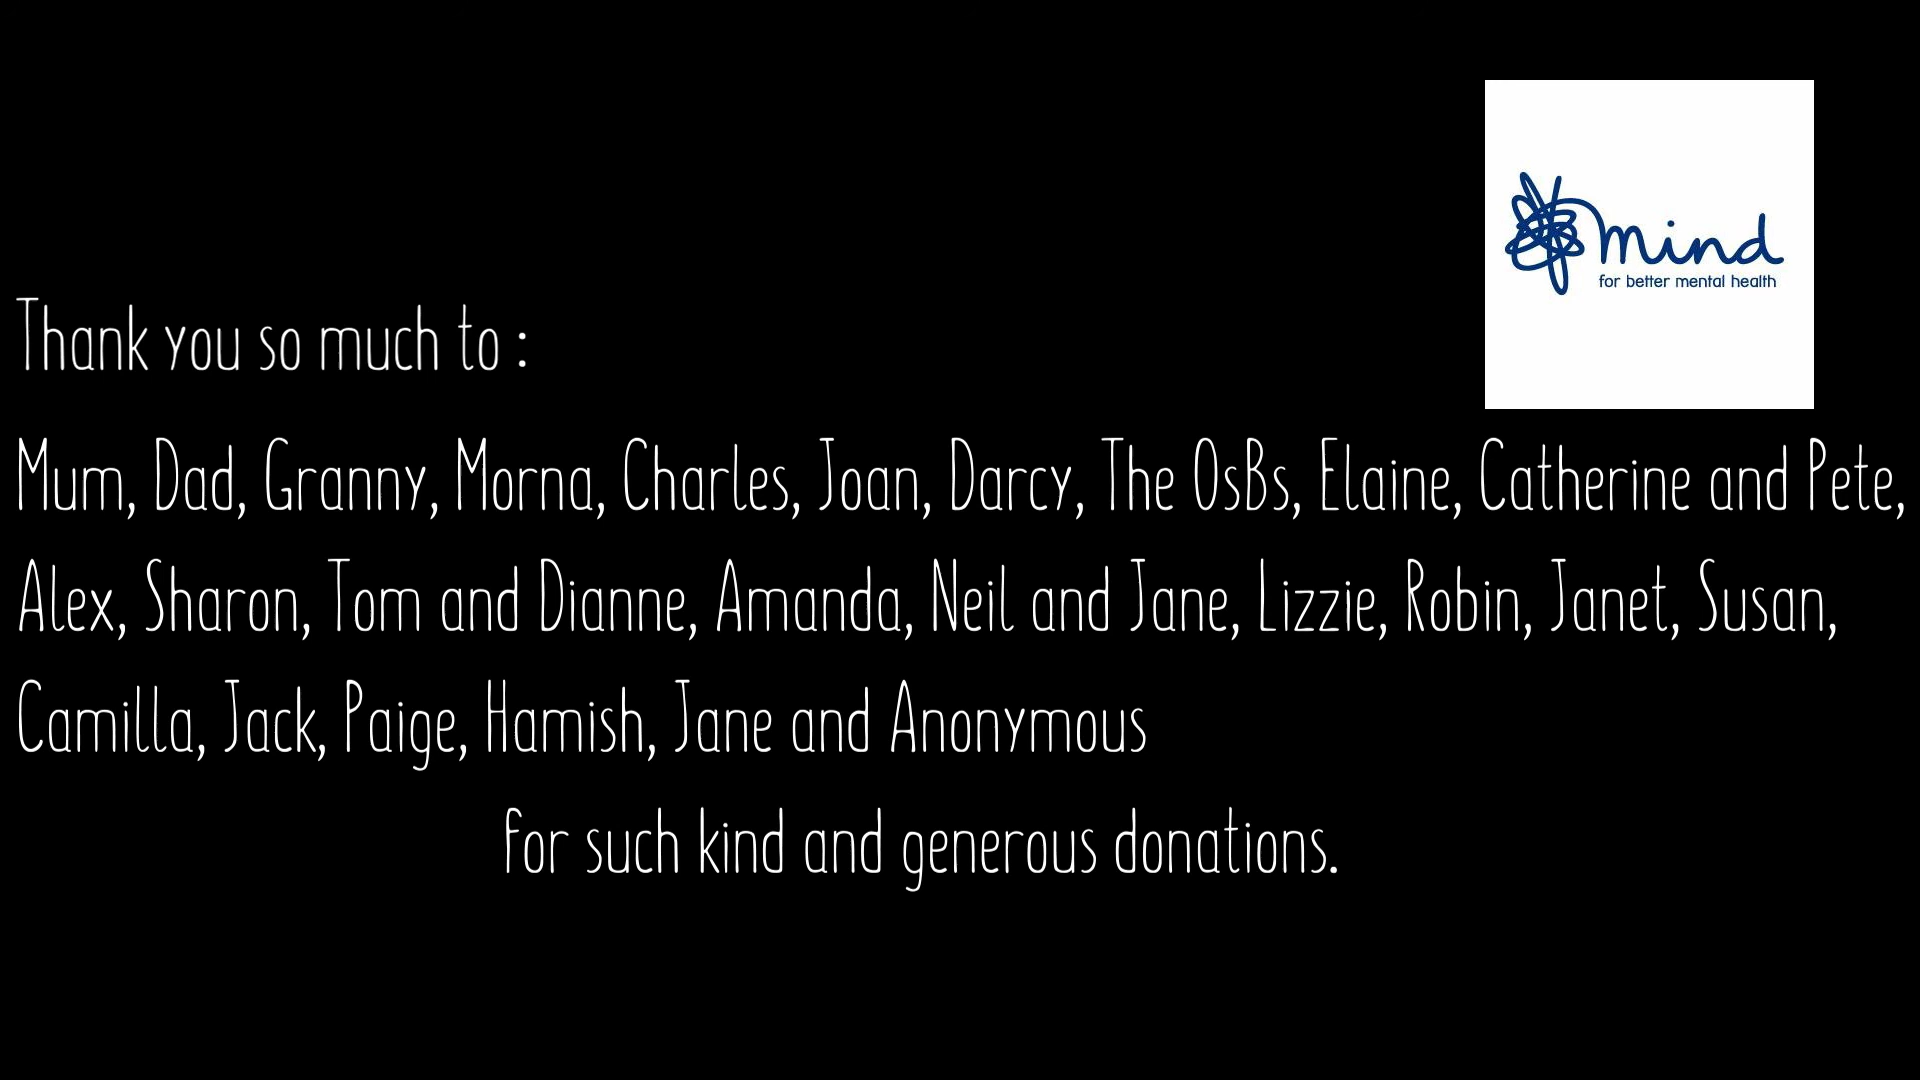 mind
for better mental health
Thank you so much to :
Mum, Dad, Granny, Morna, Charles, Joan, Darcy, The OsBs, Elaine, Catherine and Pete,
Alex, Sharon, Tom and Dianne, Amanda, Neil and Jane, Lizzie, Robin, Janet, Susan,
Camilla, Jack, Paige, Hamish, Jane and Anonymous
for such kind and generous donations.